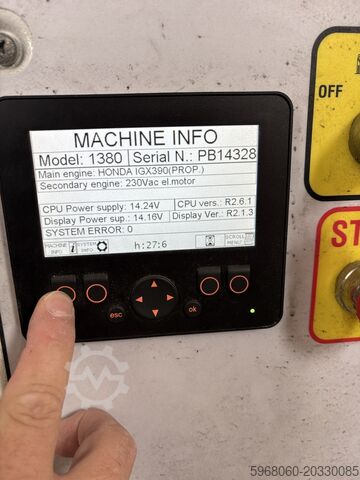 MACHINE INFO
Model: 1380 Serial N.: PB14328
Main engine: HONDA IGX390(PROP.)
Secondary engine: 230Vac el.motor
CPU Power supply: 14.24V CPU vers.: R2.6.1
Display Power sup.: 14.16V Display Ver.: R2.1.3
SYSTEM ERROR: 0
MACHINE INFO i SYSTEM INFO h:27:6 SCROLL MENU
esc ok
OFF
ST
5968060-20330085